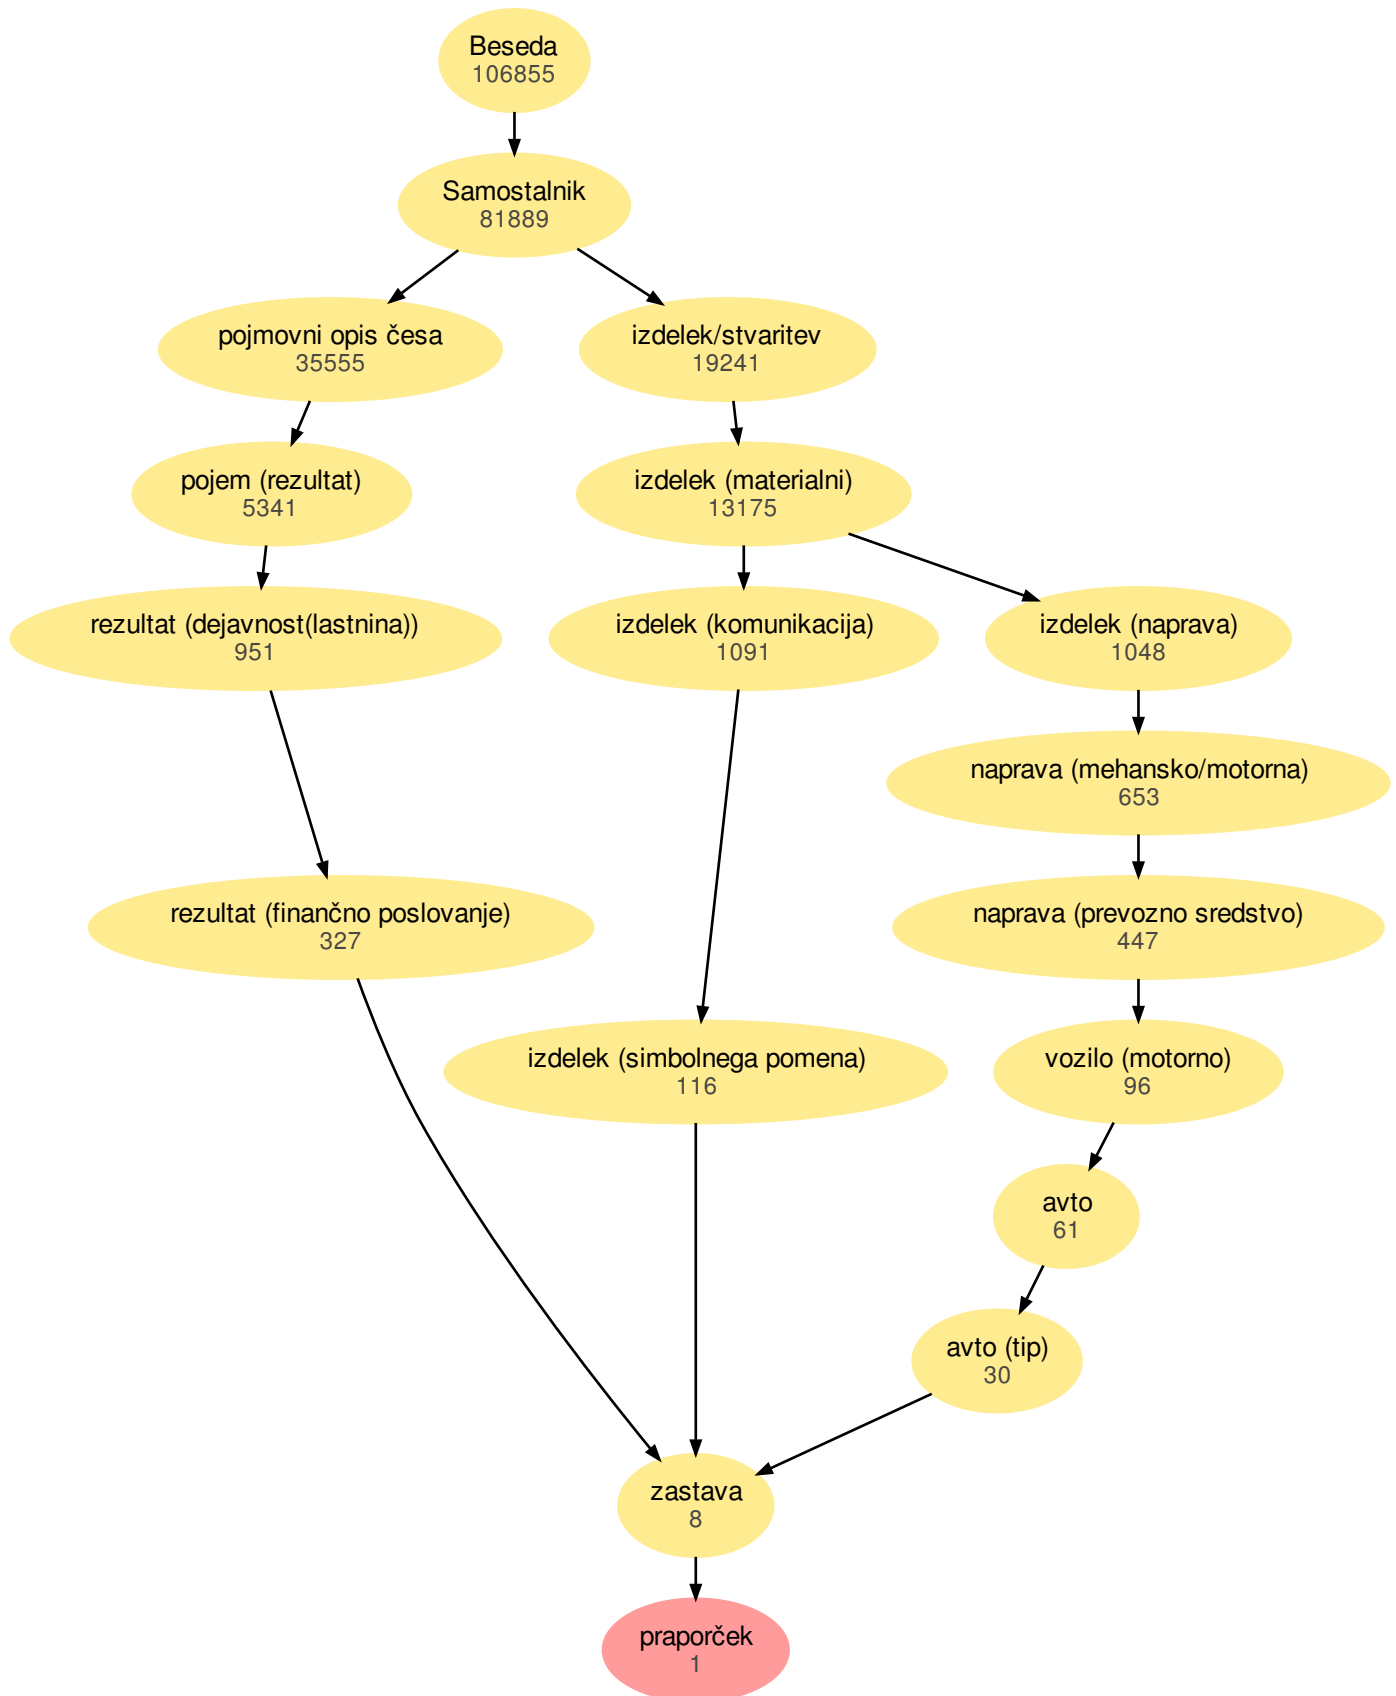 Beseda
106855
Samostalnik
81889
pojmovni opis česa
35555
izdelek/stvaritev
19241
pojem (rezultat)
5341
izdelek (materialni)
13175
rezultat (dejavnost(lastnina))
951
izdelek (komunikacija)
1091
izdelek (naprava)
1048
naprava (mehansko/motorna)
653
rezultat (finančno poslovanje)
327
naprava (prevozno sredstvo)
447
izdelek (simbolnega pomena)
116
vozilo (motorno)
96
avto
61
avto (tip)
30
zastava
8
praporček
1